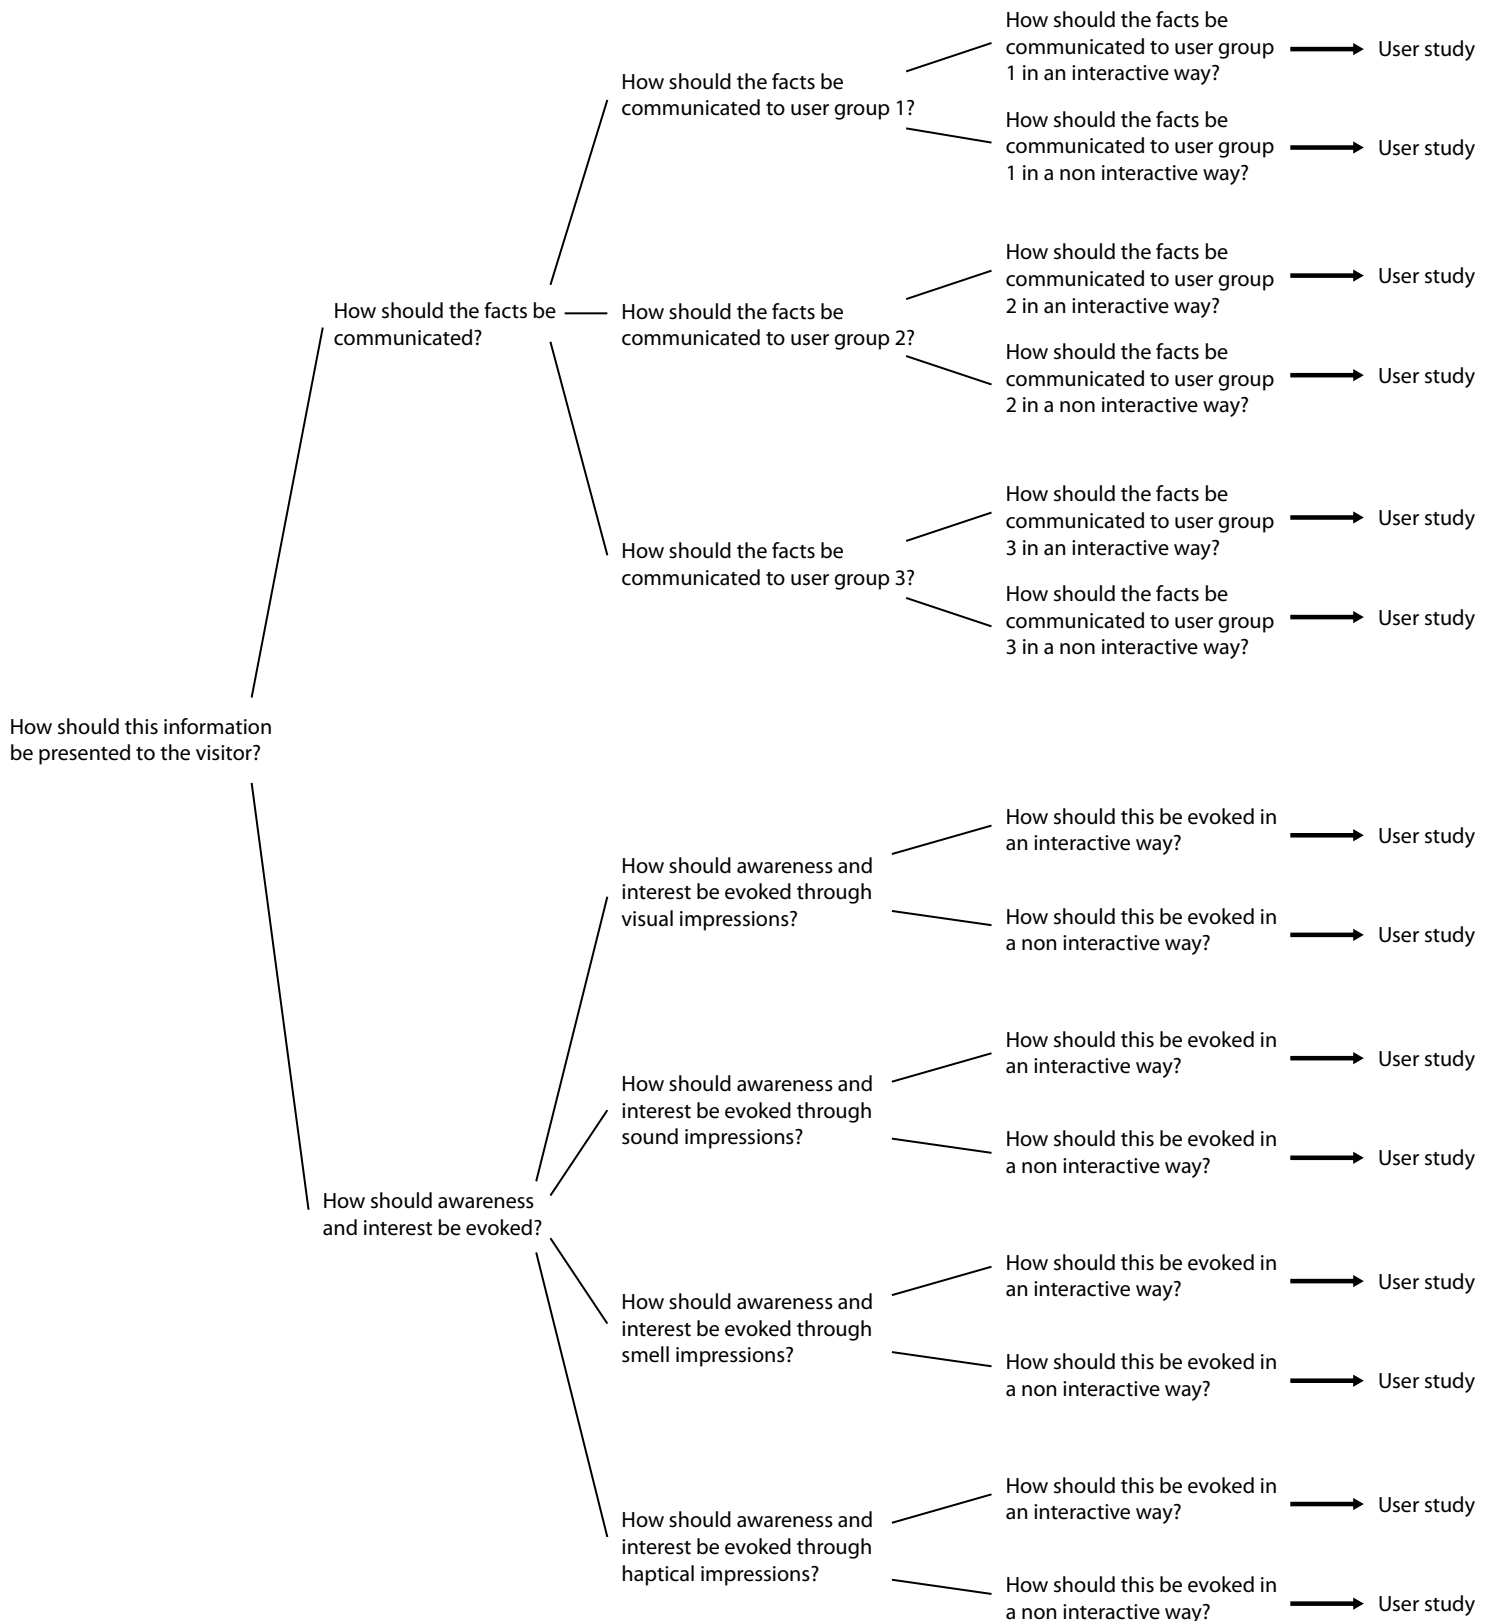 How should the facts be
communicated to user group
1 in an interactive way?
User study
How should the facts be
communicated to user group 1?
How should the facts be
communicated to user group
1 in a non interactive way?
User study
How should the facts be
communicated to user group
2 in an interactive way?
User study
How should the facts be
communicated?
How should the facts be
communicated to user group 2?
How should the facts be
communicated to user group
2 in a non interactive way?
User study
How should the facts be
communicated to user group
3 in an interactive way?
User study
How should the facts be
communicated to user group 3?
How should the facts be
communicated to user group
3 in a non interactive way?
User study
How should this information
be presented to the visitor?
How should this be evoked in
an interactive way?
User study
How should awareness and
interest be evoked through
visual impressions?
How should this be evoked in
a non interactive way?
User study
How should this be evoked in
an interactive way?
User study
How should awareness and
interest be evoked through
sound impressions?
How should this be evoked in
a non interactive way?
User study
How should awareness
and interest be evoked?
How should this be evoked in
an interactive way?
User study
How should awareness and
interest be evoked through
smell impressions?
How should this be evoked in
a non interactive way?
User study
How should this be evoked in
an interactive way?
User study
How should awareness and
interest be evoked through
haptical impressions?
How should this be evoked in
a non interactive way?
User study